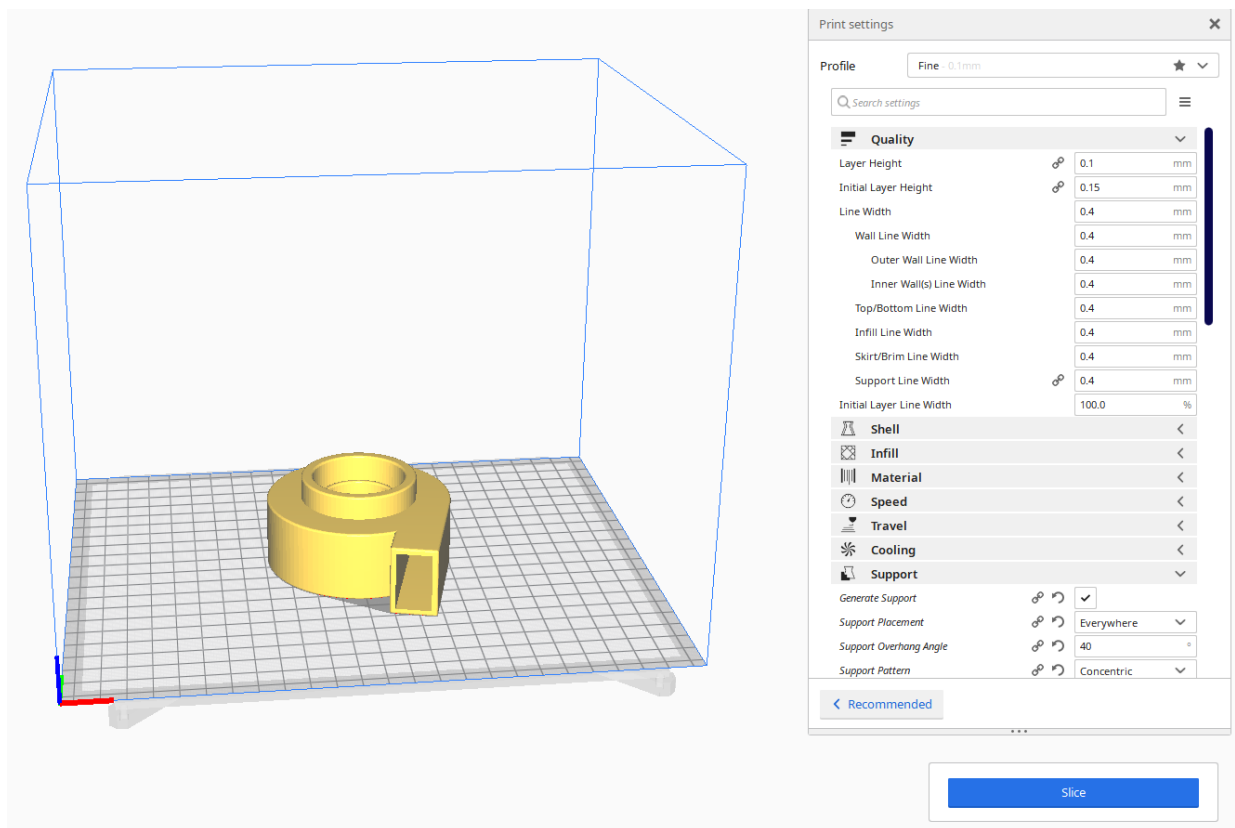 Print settings
Profile Fine - 0.1mm
Search settings
Quality
Layer Height 0.1 mm
Initial Layer Height 0.15 mm
Line Width 0.4 mm
Wall Line Width 0.4 mm
Outer Wall Line Width 0.4 mm
Inner Wall(s) Line Width 0.4 mm
Top/Bottom Line Width 0.4 mm
Infill Line Width 0.4 mm
Skirt/Brim Line Width 0.4 mm
Support Line Width 0.4 mm
Initial Layer Line Width 100.0 %
Shell
Infill
Material
Speed
Travel
Cooling
Support
Generate Support
Support Placement Everywhere
Support Overhang Angle 40 °
Support Pattern Concentric
Recommended
Slice